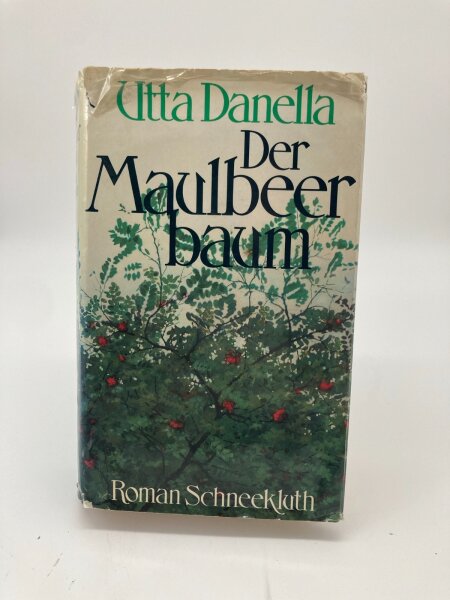 Utta Danella
Der
Maulbeer
baum
Roman Schneekluth